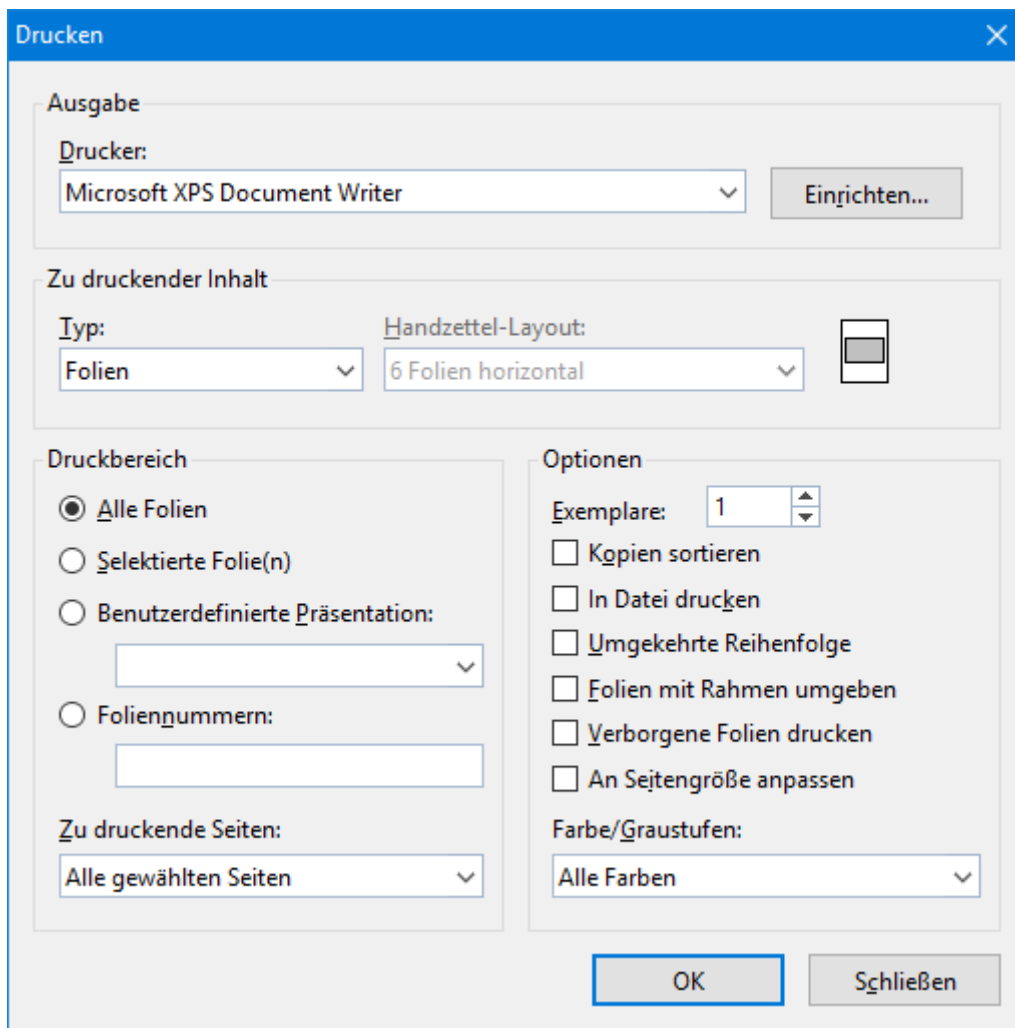 Drucken
Ausgabe
Drucker:
Microsoft XPS Document Writer
Einrichten...
Zu druckender Inhalt
Typ:
Handzettel-Layout:
Folien
6 Folien horizontal
Druckbereich
Alle Folien
Selektierte Folie(n)
Benutzerdefinierte Präsentation:
Foliennummern:
Zu druckende Seiten:
Alle gewählten Seiten
Optionen
Exemplare:
1
Kopien sortieren
In Datei drucken
Umgekehrte Reihenfolge
Folien mit Rahmen umgeben
Verborgene Folien drucken
An Seitengröße anpassen
Farbe/Graustufen:
Alle Farben
OK
Schließen